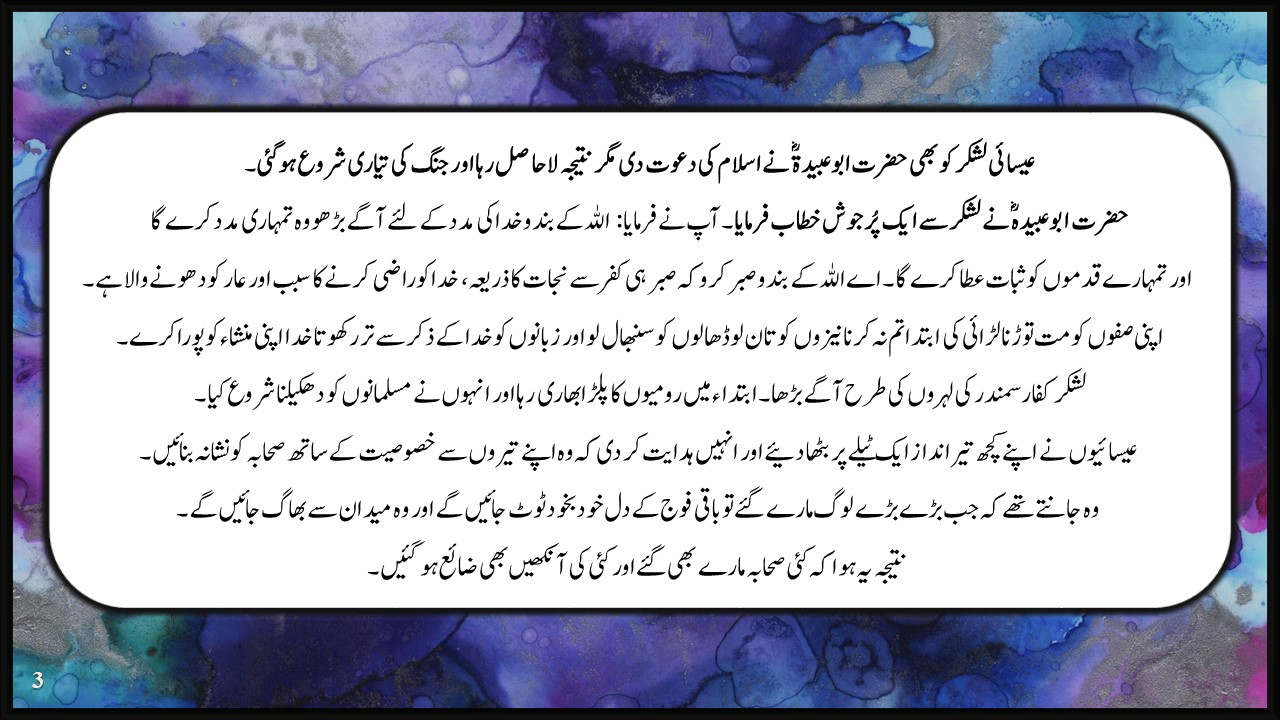 عیسائی لشکر کو بھی حضرت ابوعبیدۃؓ نے اسلام کی دعوت دی مگر نتیجہ لاحاصل رہا اور جنگ کی تیاری شروع ہوگئی۔
حضرت ابوعبیدہؓ نے لشکر سے ایک پُرجوش خطاب فرمایا۔ آپ نے فرمایا: اللہ کے بندو خدا کی مدد کے لئے آگے بڑھو وہ تمہاری مدد کرے گا
اور تمہارے قدموں کو ثبات عطا کرے گا۔ اے اللہ کے بندو صبر کرو کہ صبر ہی کفر سے نجات کا ذریعہ، خدا کو راضی کرنے کا سبب اور عار کو دھونے والا ہے۔
اپنی صفوں کو مت توڑنا لڑائی کی ابتدا تم نہ کرنا نیزوں کو تان لو ڈھالوں کو سنبھال لو اور زبانوں کو خدا کے ذکر سے تر رکھو تا خدا اپنی منشاء کو پورا کرے۔
لشکر کفار سمندر کی لہروں کی طرح آگے بڑھا۔ ابتداء میں رومیوں کا پلڑا بھاری رہا اور انہوں نے مسلمانوں کو دھکیلنا شروع کیا۔
عیسائیوں نے اپنے کچھ تیر انداز ایک ٹیلے پر بٹھا دیئے اور انہیں ہدایت کر دی کہ وہ اپنے تیروں سے خصوصیت کے ساتھ صحابہ کو نشانہ بنائیں۔
وہ جانتے تھے کہ جب بڑے بڑے لوگ مارے گئے تو باقی فوج کے دل خود بخود ٹوٹ جائیں گے اور وہ میدان سے بھاگ جائیں گے۔
نتیجہ یہ ہوا کہ کئی صحابہ مارے بھی گئے اور کئی کی آنکھیں بھی ضائع ہو گئیں۔
3